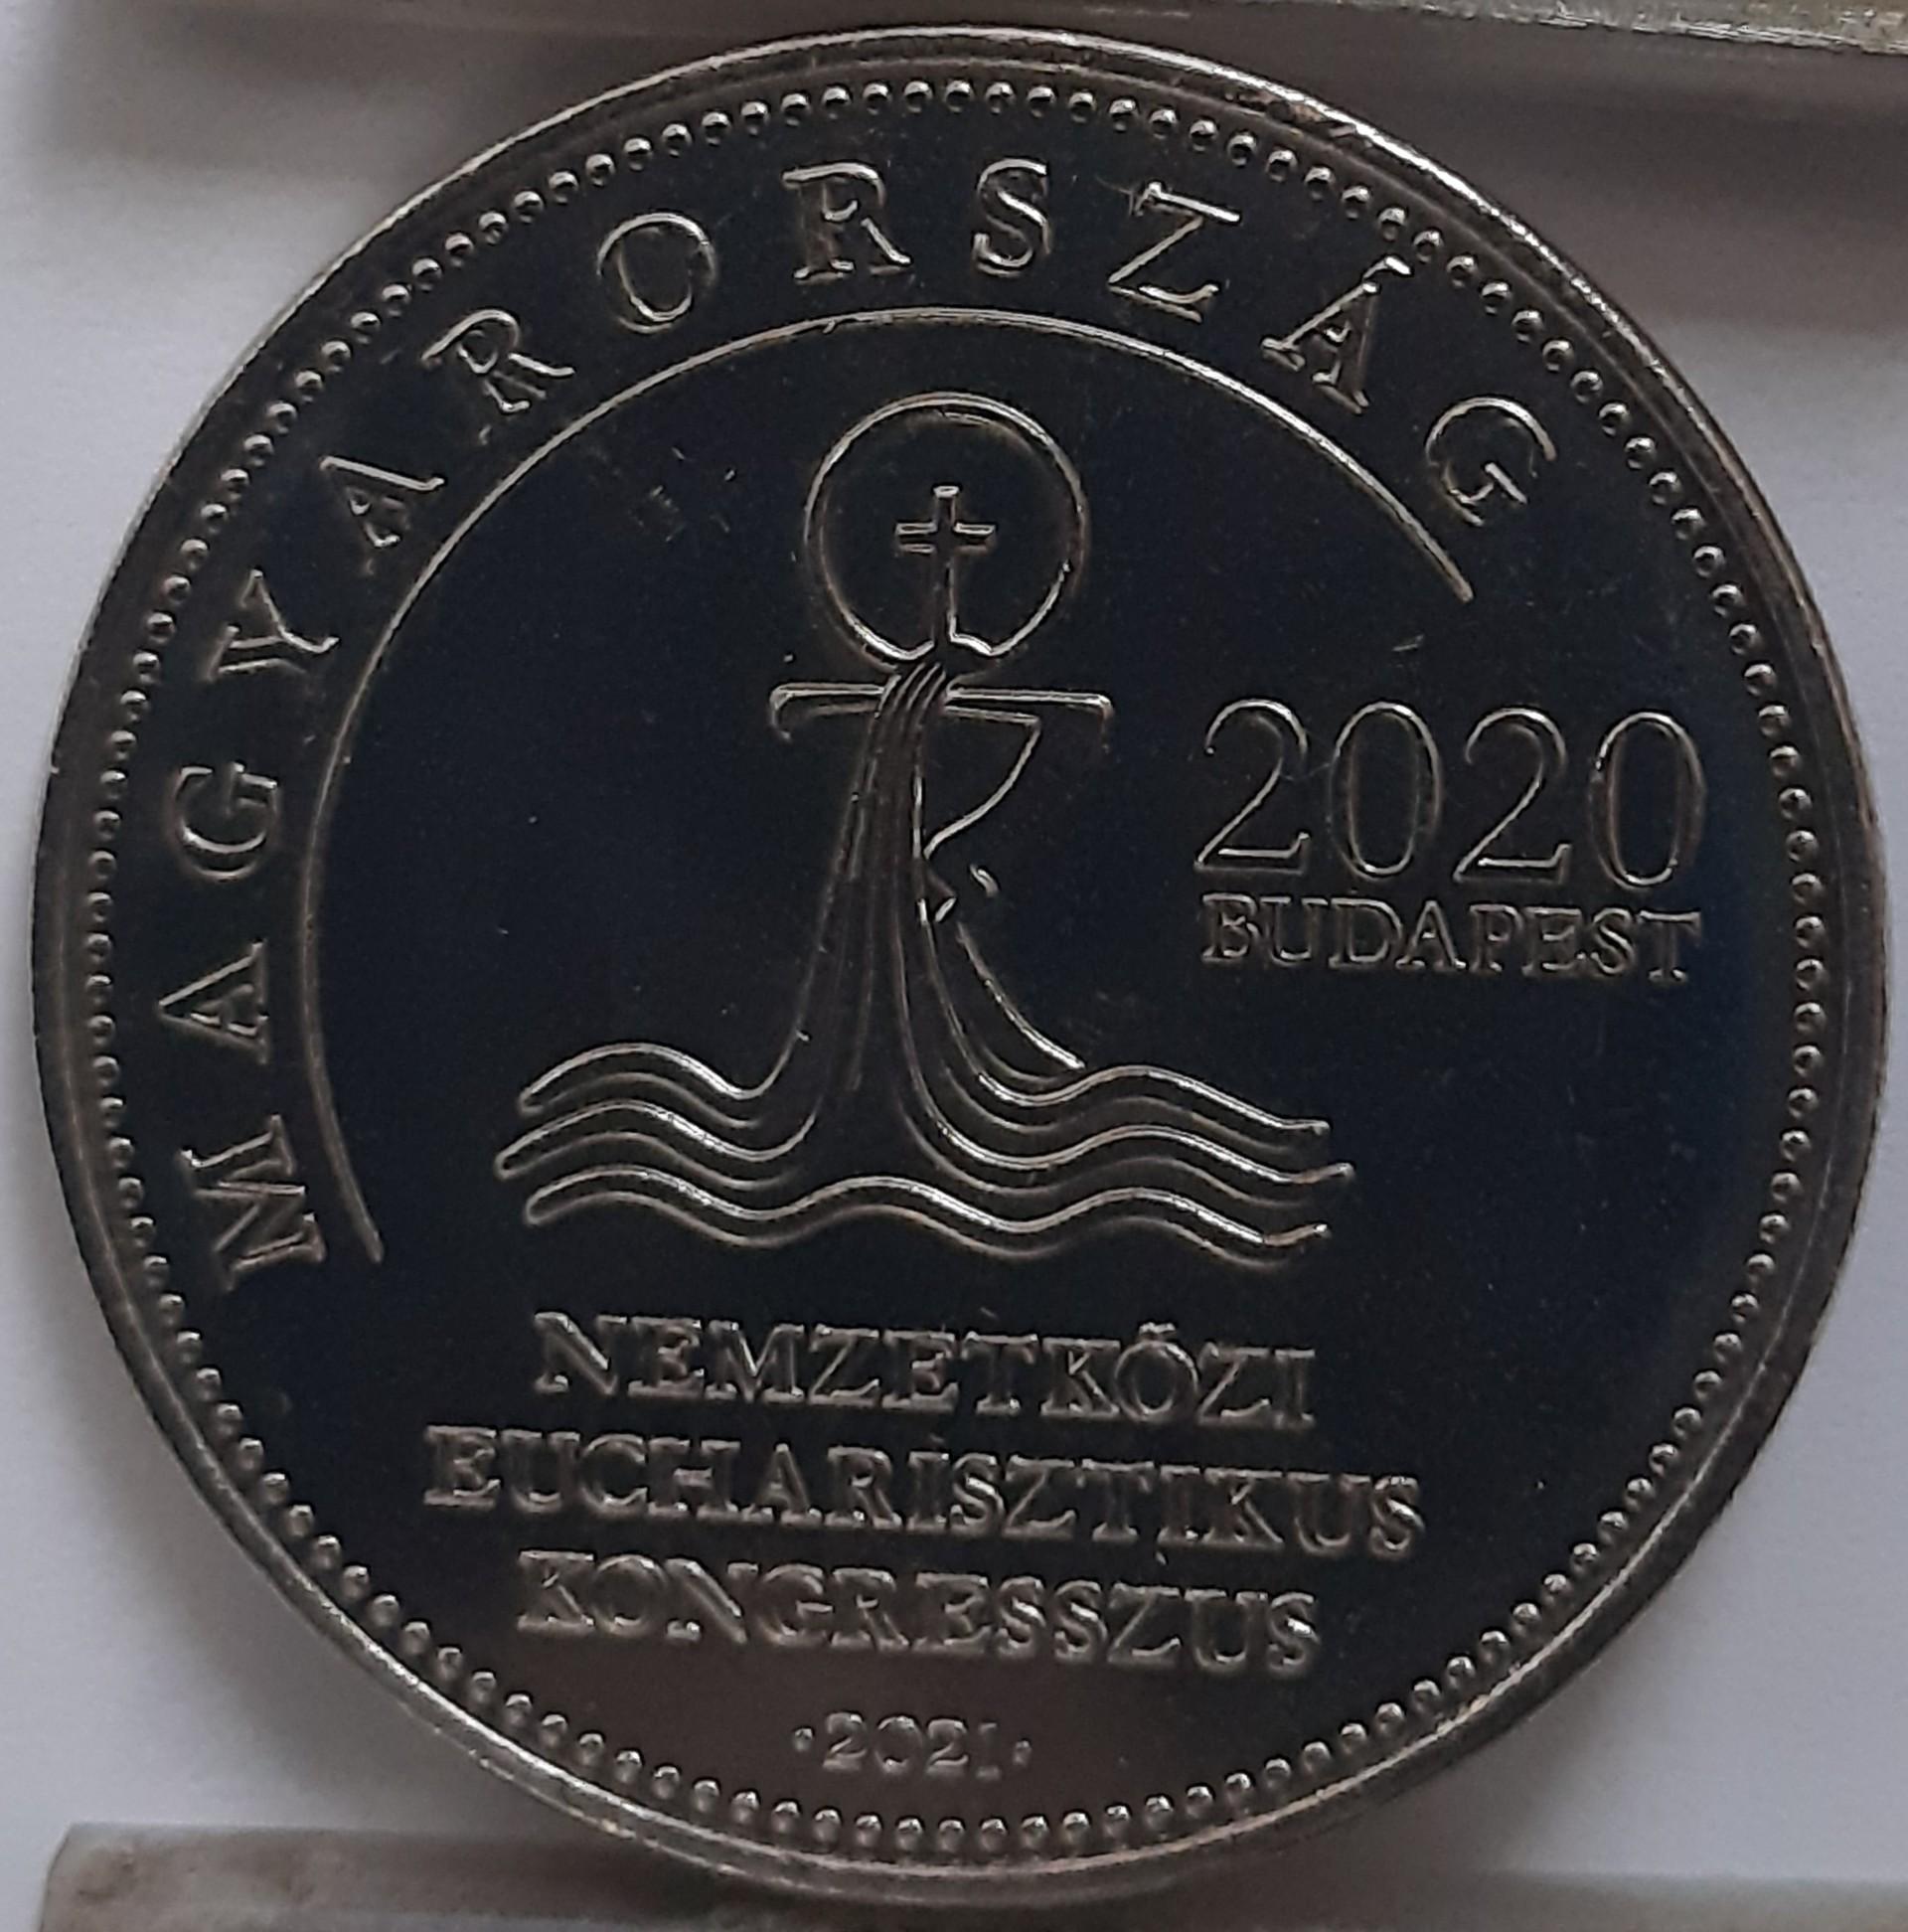 MAGYARORSZÁG
2020
BUDAPEST
NEMZETKÖZI
EUCHARISZTIKUS
KONGRESSZUS
·2021·